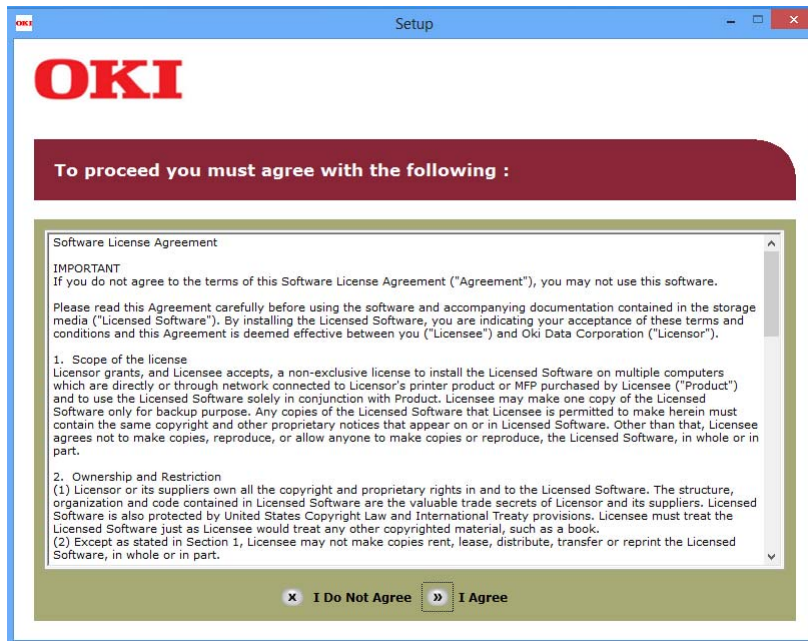 OKI
Setup
OKI
To proceed you must agree with the following :
Software License Agreement
IMPORTANT
If you do not agree to the terms of this Software License Agreement ("Agreement"), you may not use this software.
Please read this Agreement carefully before using the software and accompanying documentation contained in the storage
media ("Licensed Software"). By installing the Licensed Software, you are indicating your acceptance of these terms and
conditions and this Agreement is deemed effective between you ("Licensee") and Oki Data Corporation ("Licensor").
1. Scope of the license
Licensor grants, and Licensee accepts, a non-exclusive license to install the Licensed Software on multiple computers
which are directly or through network connected to Licensor's printer product or MFP purchased by Licensee ("Product")
and to use the Licensed Software solely in conjunction with Product. Licensee may make one copy of the Licensed
Software only for backup purpose. Any copies of the Licensed Software that Licensee is permitted to make herein must
contain the same copyright and other proprietary notices that appear on or in Licensed Software. Other than that, Licensee
agrees not to make copies, reproduce, or allow anyone to make copies or reproduce, the Licensed Software, in whole or in
part.
2. Ownership and Restriction
(1) Licensor or its suppliers own all the copyright and proprietary rights in and to the Licensed Software. The structure,
organization and code contained in Licensed Software are the valuable trade secrets of Licensor and its suppliers. Licensed
Software is also protected by United States Copyright Law and International Treaty provisions. Licensee must treat the
Licensed Software just as Licensee would treat any other copyrighted material, such as a book.
(2) Except as stated in Section 1, Licensee may not make copies rent, lease, distribute, transfer or reprint the Licensed
Software, in whole or in part.
x I Do Not Agree » I Agree